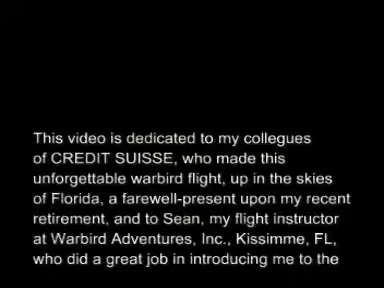 This video is dedicated to my collegues
of CREDIT SUISSE, who made this
unforgettable warbird flight, up in the skies
of Florida, a farewell-present upon my recent
retirement, and to Sean, my flight instructor
at Warbird Adventures, Inc., Kissimme, FL,
who did a great job in introducing me to the